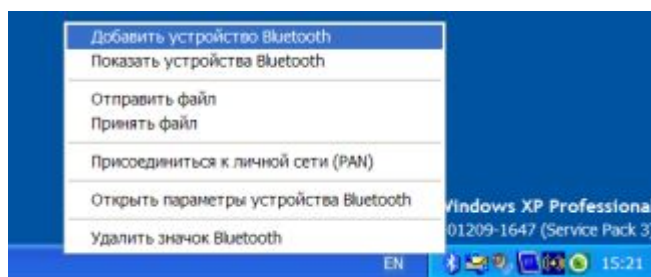 Добавить устройство Bluetooth
Показать устройства Bluetooth
Отправить файл
Принять файл
Присоединиться к личной сети (PAN)
Открыть параметры устройства Bluetooth
Windows XP Professiona
01209-1647 (Service Pack 3)
Удалить значок Bluetooth
EN
15:21